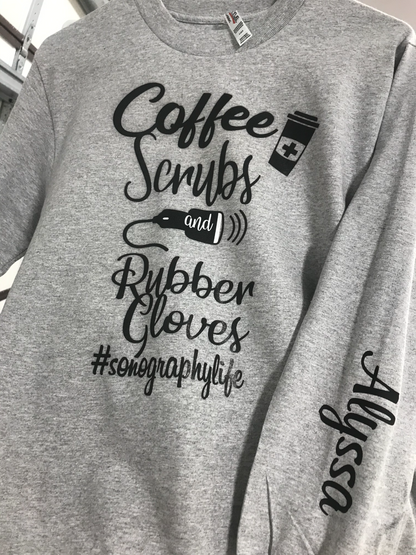 Coffee
Scrubs
and
Rubber
Gloves
#sonographylife
Alyssa